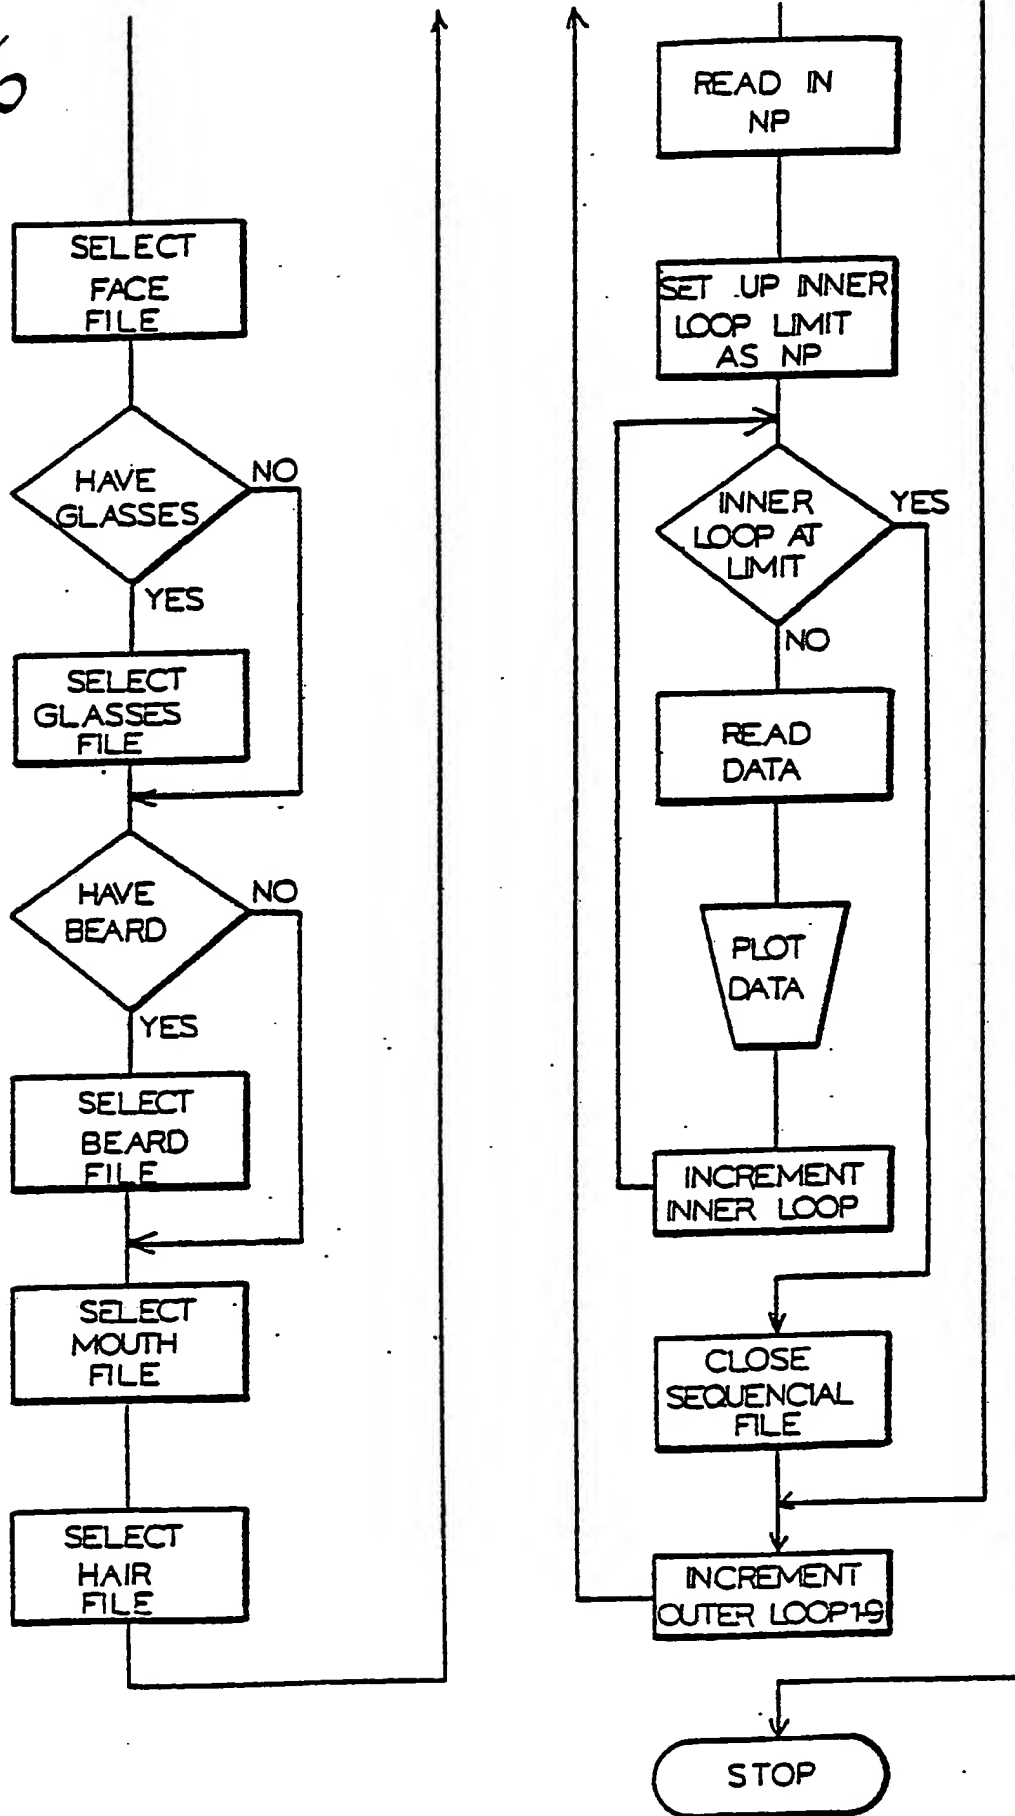 6
SELECT
FACE
FILE
HAVE
GLASSES
NO
YES
SELECT
GLASSES
FILE
HAVE
BEARD
NO
YES
SELECT
BEARD
FILE
SELECT
MOUTH
FILE
SELECT
HAIR
FILE
READ IN
NP
SET UP INNER
LOOP LIMIT
AS NP
INNER
LOOP AT
LIMIT
YES
NO
READ
DATA
PLOT
DATA
INCREMENT
INNER LOOP
CLOSE
SEQUENCIAL
FILE
INCREMENT
OUTER LOOP1-9
STOP